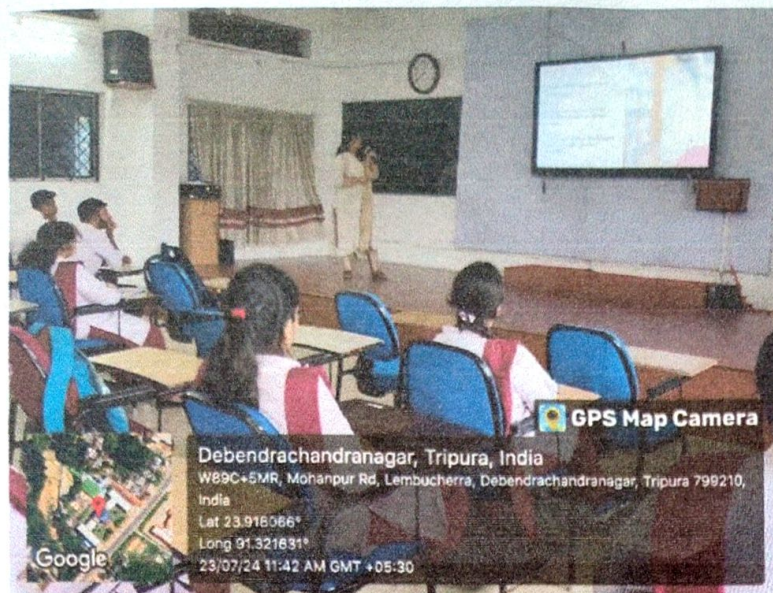 GPS Map Camera
Debendrachandranagar, Tripura, India
W89C+5MR, Mohanpur Rd, Lembucherra, Debendrachandranagar, Tripura 799210,
India
Lat 23.918066°
Long 91.321631°
23/07/24 11:42 AM GMT +05:30
Google